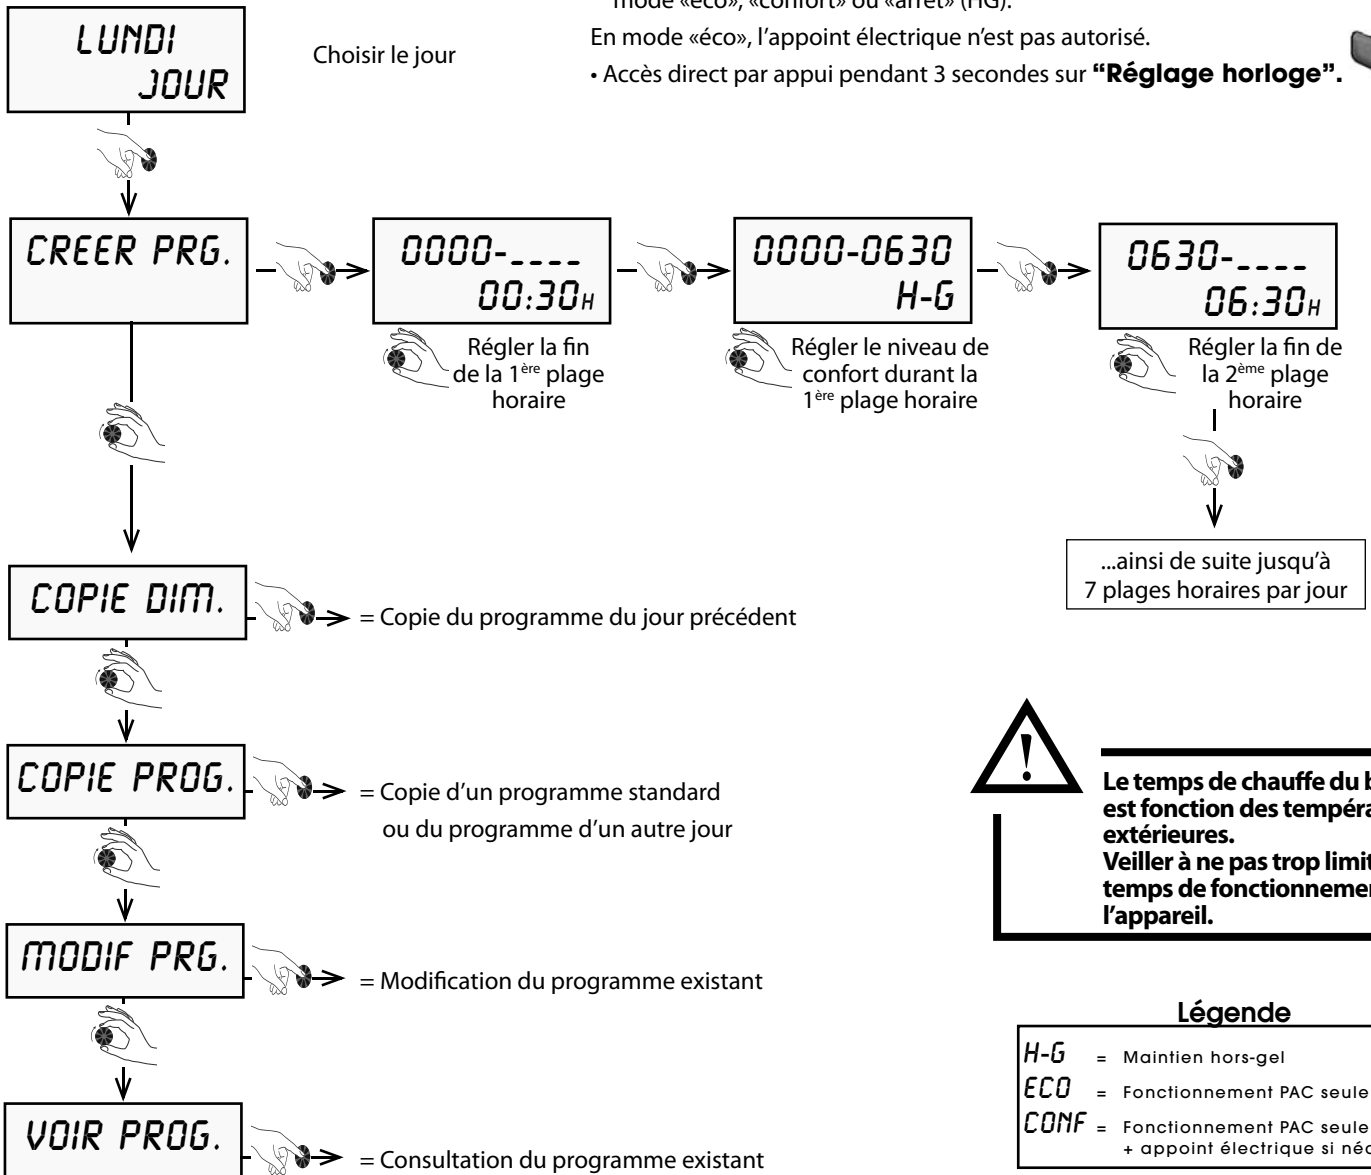 mode «éco», «confort» ou «arrêt» (HG).
En mode «éco», l'appoint électrique n'est pas autorisé.
• Accès direct par appui pendant 3 secondes sur "Réglage horloge".
LUNDI
JOUR
Choisir le jour
CREER PRG.
0000-____
00:30H
0000-0630
H-G
0630-____
06:30H
Régler la fin
de la 1ère plage
horaire
Régler le niveau de
confort durant la
1ère plage horaire
Régler la fin de
la 2ème plage
horaire
...ainsi de suite jusqu'à
7 plages horaires par jour
COPIE DIM.
= Copie du programme du jour précédent
COPIE PROG.
= Copie d'un programme standard
ou du programme d'un autre jour
MODIF PRG.
= Modification du programme existant
VOIR PROG.
= Consultation du programme existant
!
Le temps de chauffe du
est fonction des
extérieures.
Veiller à ne pas trop
temps de
l'appareil.
Légende
H-G = Maintien hors-gel
ECO = Fonctionnement PAC seule
CONF = Fonctionnement PAC seule
+ appoint électrique si